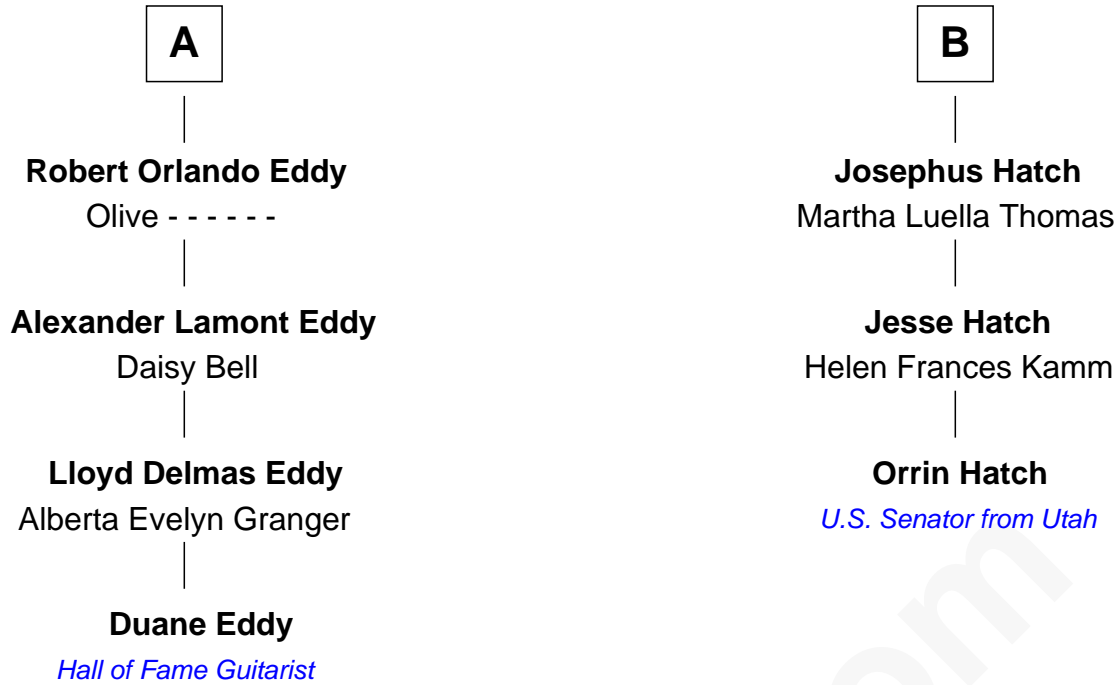 A
Robert Orlando Eddy
Olive - - - - - -
Alexander Lamont Eddy
Daisy Bell
Lloyd Delmas Eddy
Alberta Evelyn Granger
Duane Eddy
Hall of Fame Guitarist
B
Josephus Hatch
Martha Luella Thomas
Jesse Hatch
Helen Frances Kamm
Orrin Hatch
U.S. Senator from Utah
om